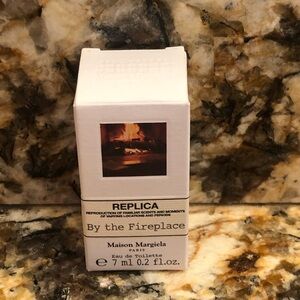 REPLICA
REPRODUCTION OF FAMILIAR SCENTS AND MOMENTS
OF VARYING LOCATIONS AND PERIODS
By the Fireplace
Maison Margiela
PARIS
Eau de Toilette
℮ 7 ml 0.2 fl.oz.